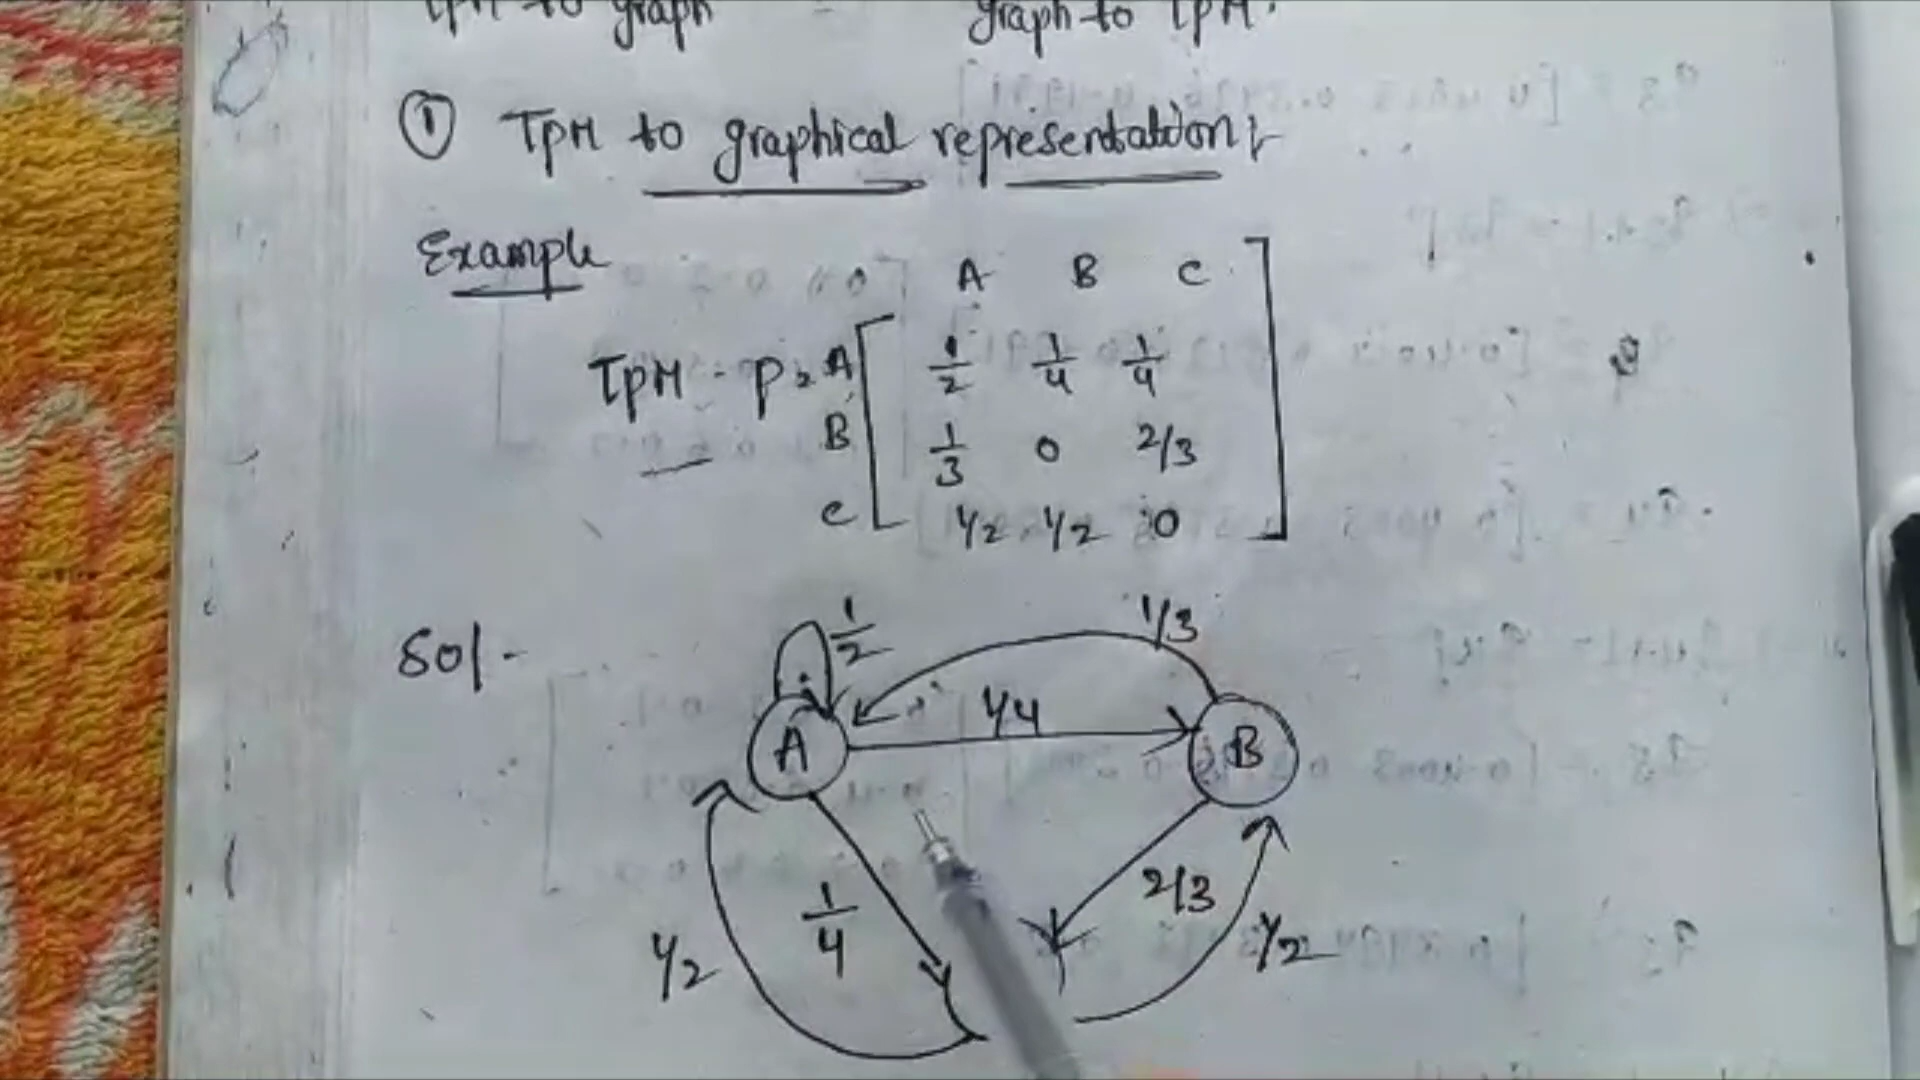 TPM to graph - graph to TPM.
① TPM to graphical representation:-
Example
A B C
TPM - P = A 1/2 1/4 1/4
B 1/3 0 2/3
C 1/2 1/2 0
Sol -
1/2 1/3
1/4
A B
1/4 2/3
1/2 1/2